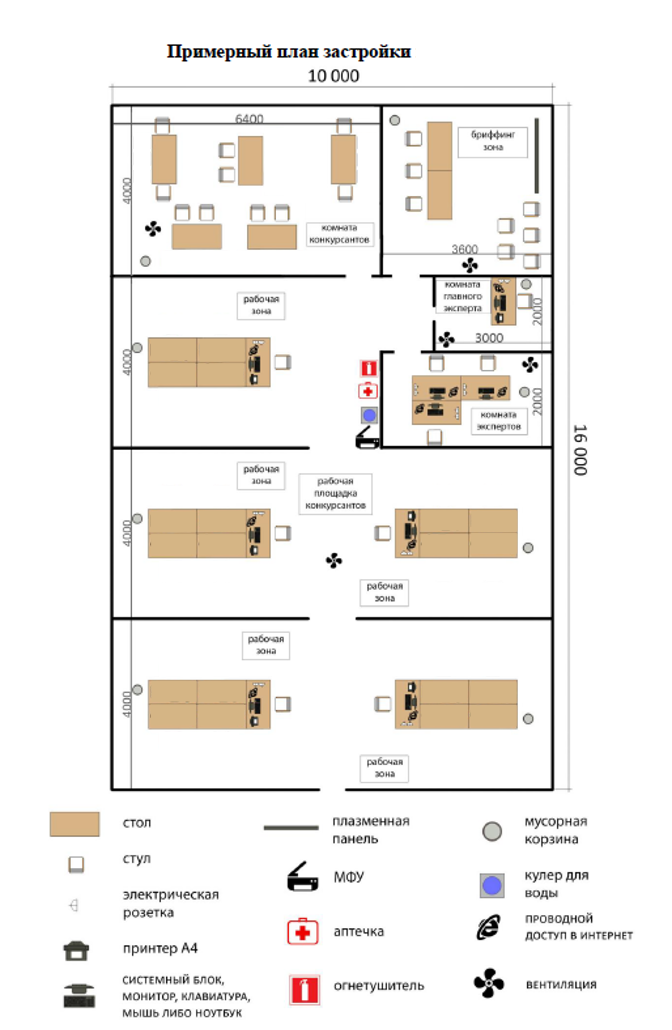 Примерный план застройки
10 000
6400
4000
бриффинг
зона
комната
конкурсантов
3600
рабочая
зона
комната
главного
эксперта
2000
3000
4000
2000
комната
экспертов
16 000
рабочая
зона
рабочая
площадка
конкурсантов
4000
рабочая
зона
рабочая
зона
4000
рабочая
зона
стол
стул
электрическая
розетка
принтер А4
СИСТЕМНЫЙ БЛОК,
МОНИТОР, КЛАВИАТУРА,
МЫШЬ ЛИБО НОУТБУК
плазменная
панель
МФУ
аптечка
огнетушитель
мусорная
корзина
кулер для
воды
ПРОВОДНОЙ
ДОСТУП В ИНТЕРНЕТ
ВЕНТИЛЯЦИЯ